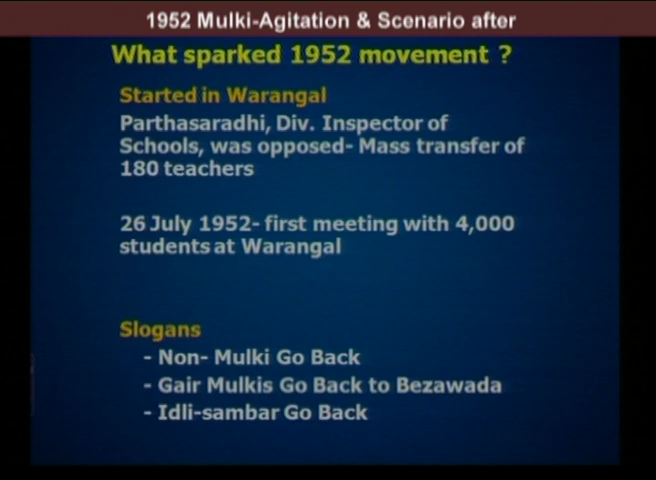 1952 Mulki-Agitation & Scenario after
What sparked 1952 movement ?
Started in Warangal
Parthasaradhi, Div. Inspector of
Schools, was opposed- Mass transfer of
180 teachers
26 July 1952- first meeting with 4,000
students at Warangal
Slogans
- Non- Mulki Go Back
- Gair Mulkis Go Back to Bezawada
- Idli-sambar Go Back